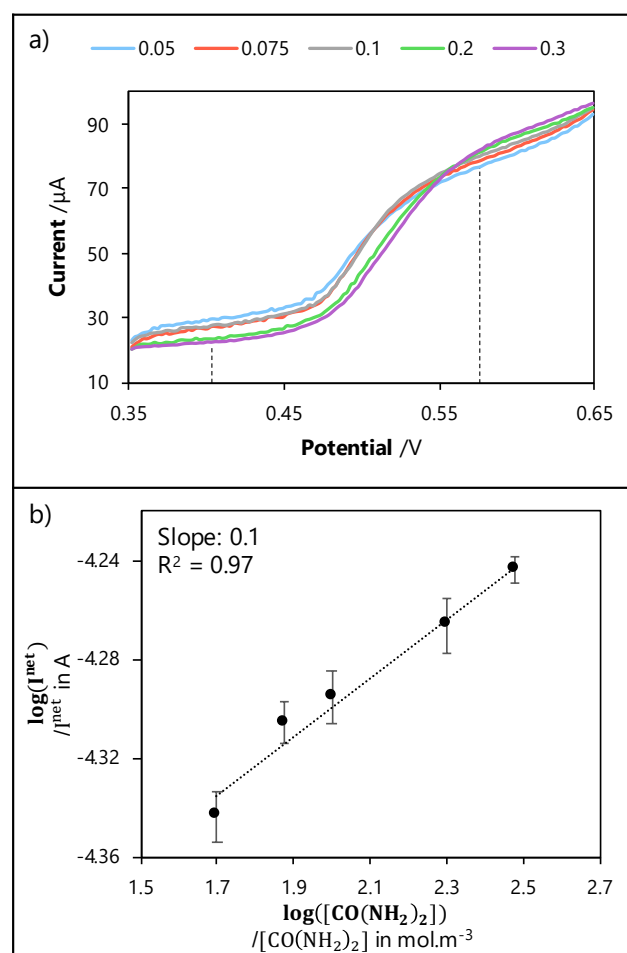 a)
0.05 0.075 0.1 0.2 0.3
90
70
50
30
10
Current /µA
0.35 0.45 0.55 0.65
Potential /V
b)
Slope: 0.1
R² = 0.97
-4.24
-4.28
-4.32
-4.36
log(Iⁿᵉᵗ)
/Iⁿᵉᵗ in A
1.5 1.7 1.9 2.1 2.3 2.5 2.7
log([CO(NH₂)₂])
/[CO(NH₂)₂] in mol.m⁻³